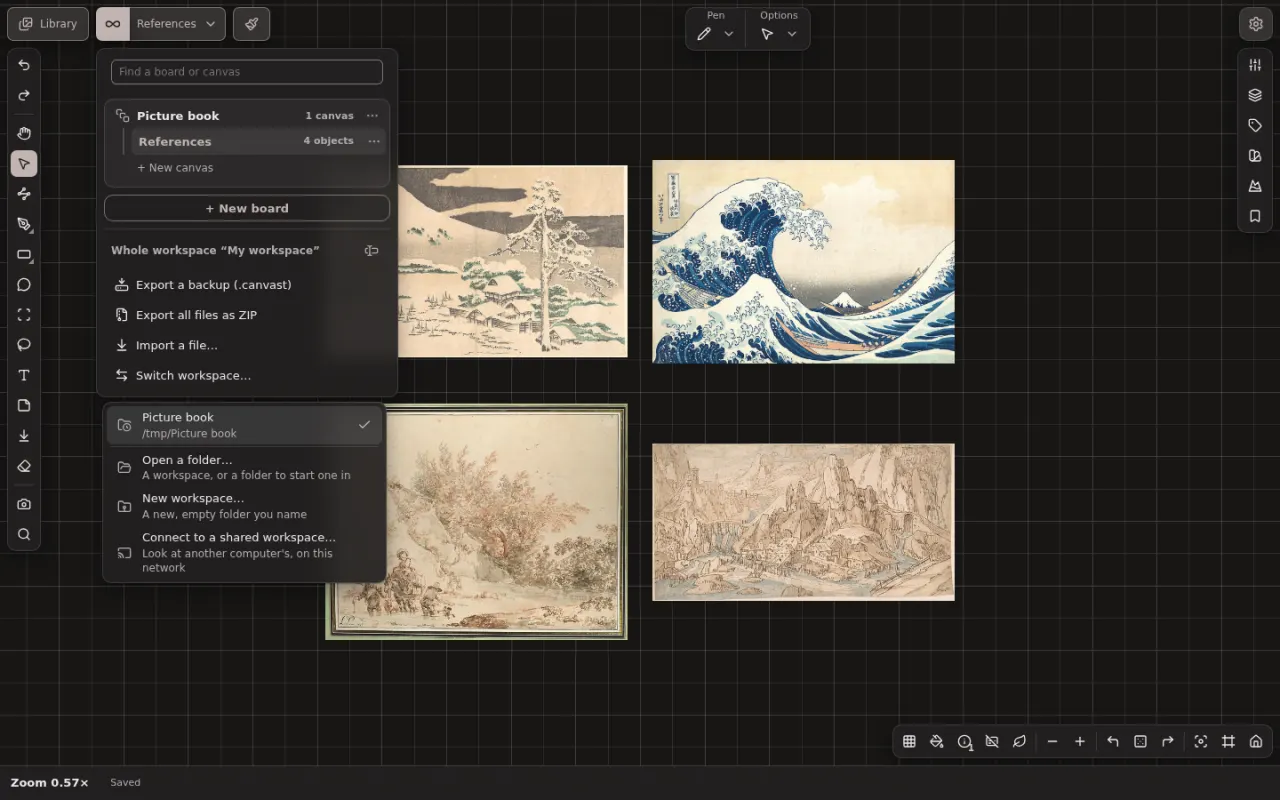 Library
References
Pen
Options
Find a board or canvas
Picture book
1 canvas
References
4 objects
+ New canvas
+ New board
Whole workspace “My workspace”
Export a backup (.canvast)
Export all files as ZIP
Import a file…
Switch workspace…
Picture book
/tmp/Picture book
Open a folder…
A workspace, or a folder to start one in
New workspace…
A new, empty folder you name
Connect to a shared workspace…
Look at another computer's, on this
network
1
Zoom 0.57×
Saved